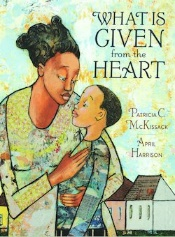 WHAT IS
GIVEN
from the
HEART
PATRICIA C.
MCKISSACK
APRIL
HARRISON